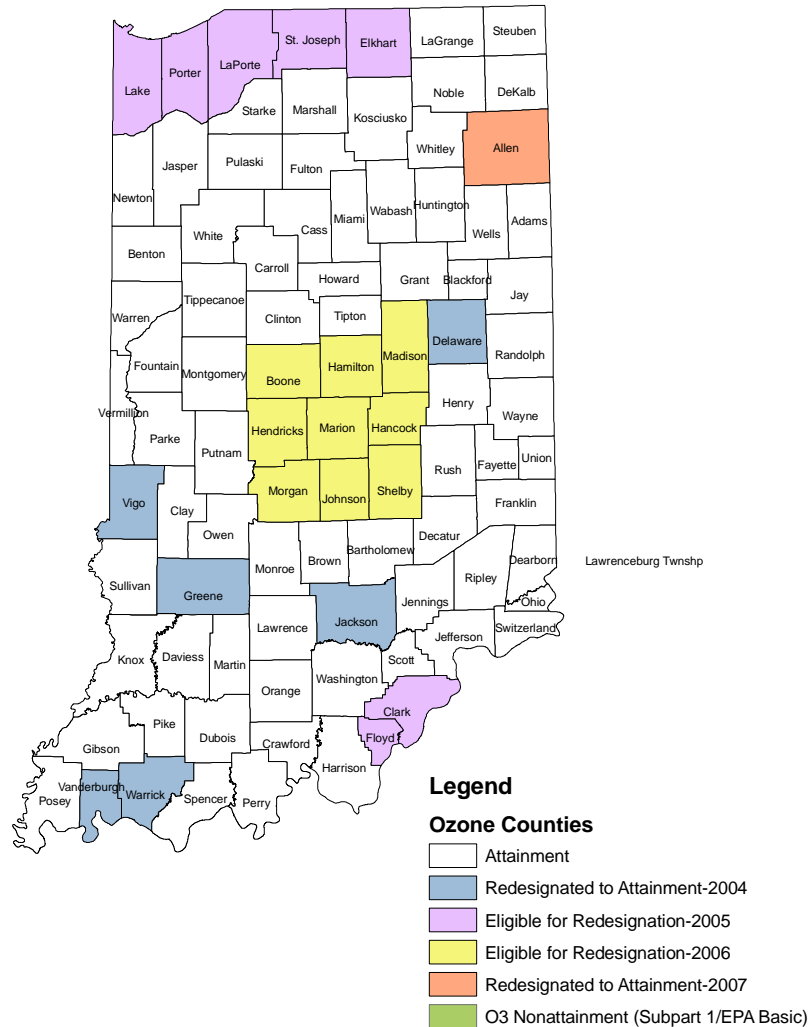 Steuben
St. Joseph
Elkhart
LaGrange
LaPorte
Porter
Lake
Noble
DeKalb
Starke
Marshall
Kosciusko
Allen
Whitley
Jasper
Pulaski
Fulton
Newton
Miami
Wabash
Huntington
Adams
Wells
White
Cass
Benton
Carroll
Howard
Grant
Blackford
Jay
Tippecanoe
Warren
Clinton
Tipton
Delaware
Madison
Randolph
Fountain
Montgomery
Boone
Hamilton
Henry
Vermillion
Wayne
Hendricks
Marion
Hancock
Parke
Putnam
Rush
Fayette
Union
Vigo
Clay
Morgan
Johnson
Shelby
Franklin
Owen
Decatur
Brown
Bartholomew
Monroe
Dearborn
Lawrenceburg Twnshp
Ripley
Sullivan
Greene
Jennings
Ohio
Jackson
Lawrence
Switzerland
Jefferson
Knox
Daviess
Martin
Scott
Washington
Orange
Clark
Pike
Dubois
Floyd
Gibson
Crawford
Harrison
Vanderburgh
Warrick
Posey
Spencer
Perry
Legend
Ozone Counties
Attainment
Redesignated to Attainment-2004
Eligible for Redesignation-2005
Eligible for Redesignation-2006
Redesignated to Attainment-2007
O3 Nonattainment (Subpart 1/EPA Basic)